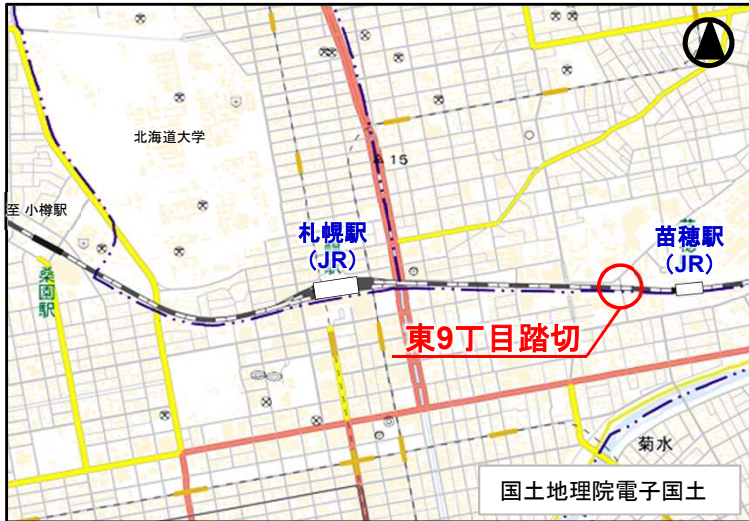 北海道大学
15
至 小樽駅
札幌駅
（JR）
苗穂駅
（JR）
桑園駅
東9丁目踏切
菊水
国土地理院電子国土